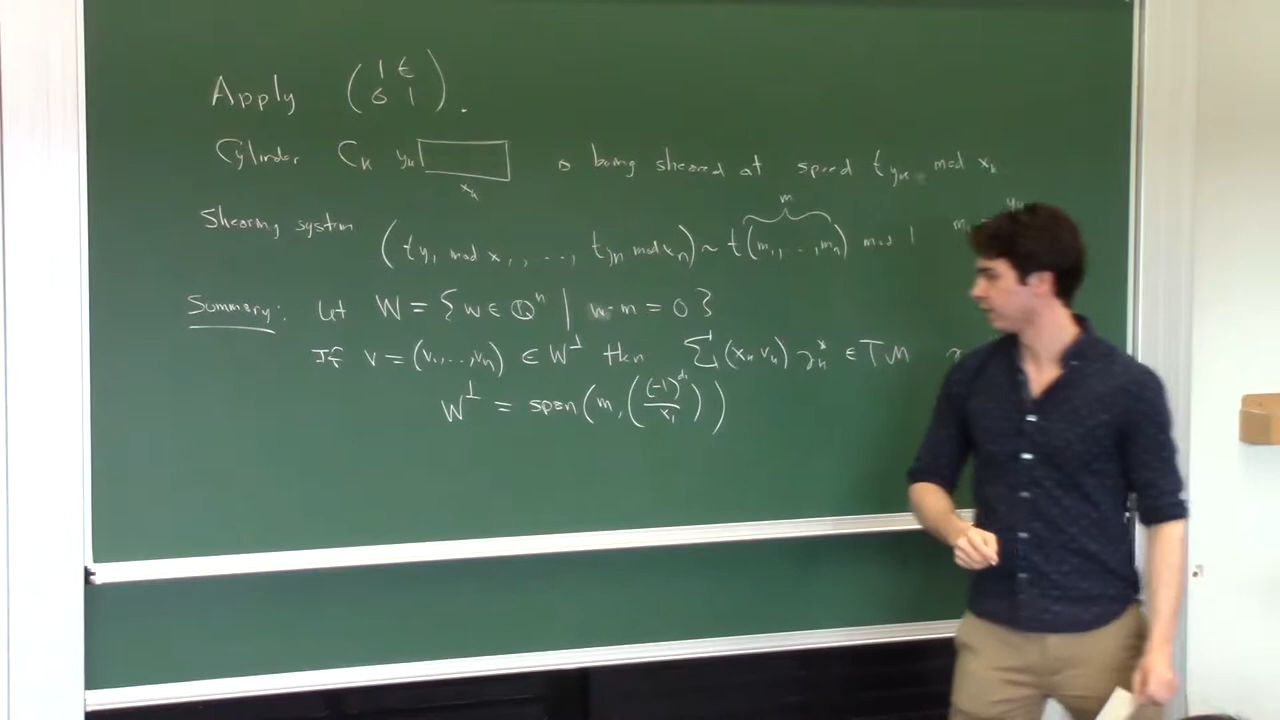 Apply ( 1 t
0 1 ) .
Cylinder C_k y_k x_k is being sheared at speed t y_k mod x_k
Shearing system ( t y_1 mod x_1, ..., t y_n mod x_n ) ~ t ( m_1, ..., m_n ) mod 1
m
Summary: Let W = { w ∈ ℚ^n | w · m = 0 }
If v = (v_1, ..., v_n) ∈ W^⊥ then ∑ (x_k v_k) γ_k^* ∈ T M
W^⊥ = span ( m, ( (-1)^{d_i} / x_i ) )